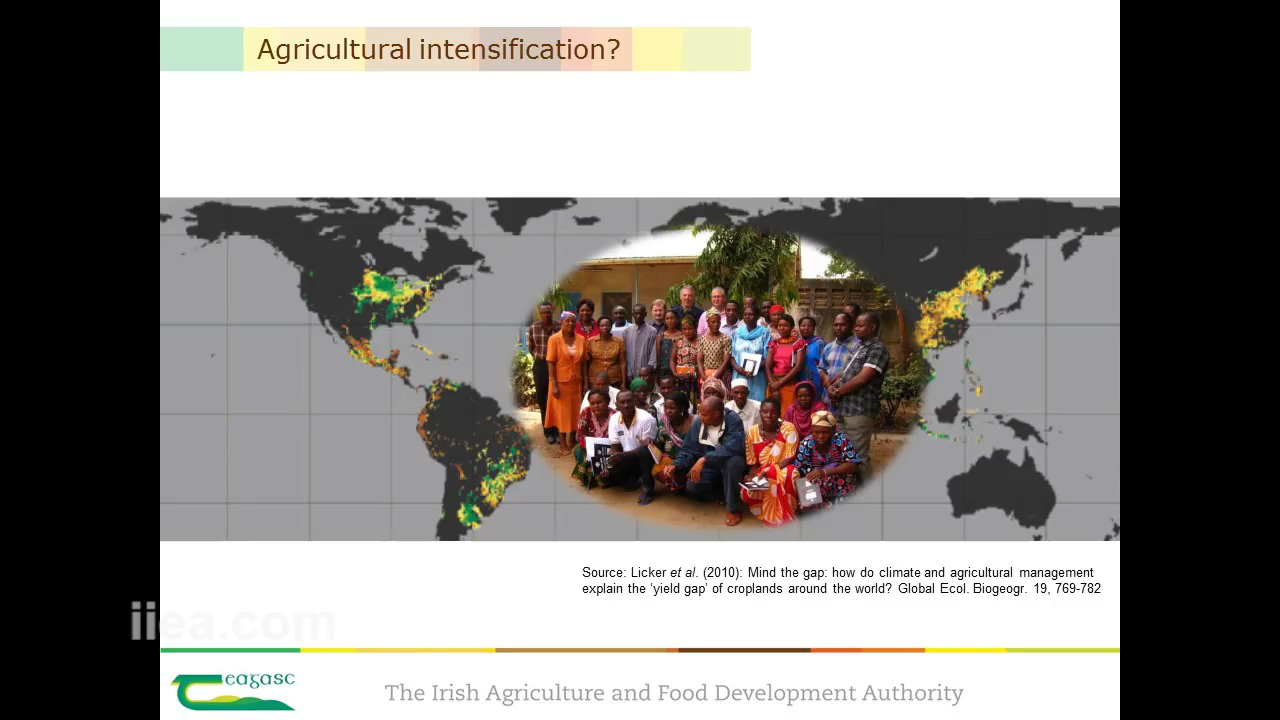 Agricultural intensification?
Source: Licker et al. (2010): Mind the gap: how do climate and agricultural management
explain the ‘yield gap’ of croplands around the world? Global Ecol. Biogeogr. 19, 769-782
iiea.com
eagasc
The Irish Agriculture and Food Development Authority